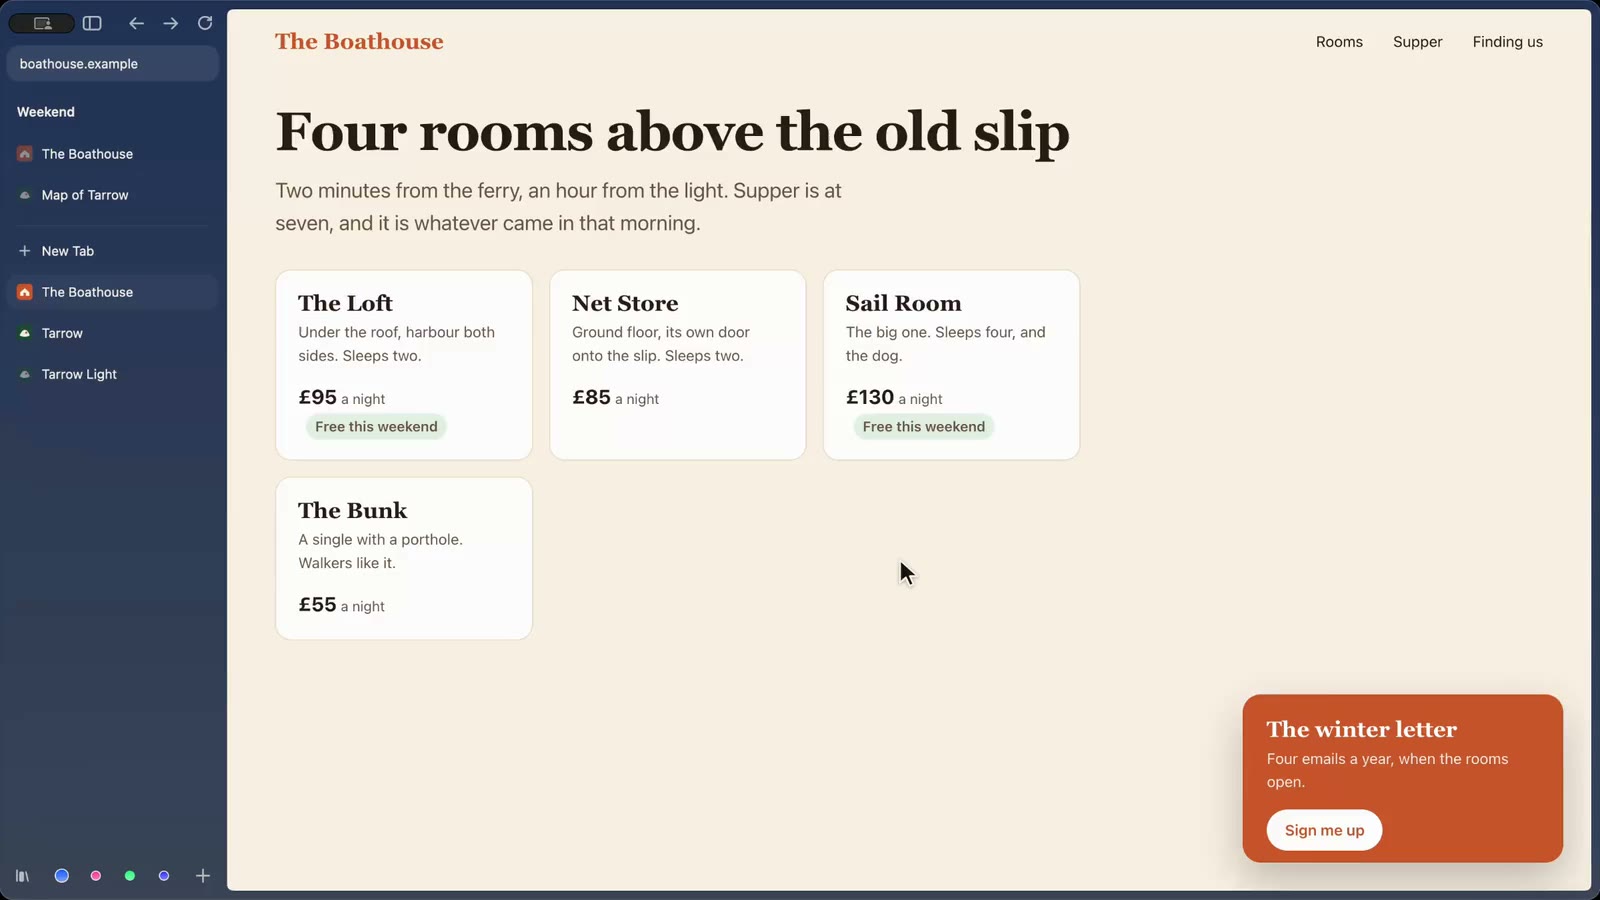 boathouse.example
Weekend
The Boathouse
Map of Tarrow
New Tab
The Boathouse
Tarrow
Tarrow Light
The Boathouse
Rooms
Supper
Finding us
Four rooms above the old slip
Two minutes from the ferry, an hour from the light. Supper is at
seven, and it is whatever came in that morning.
The Loft
Under the roof, harbour both
sides. Sleeps two.
£95 a night
Free this weekend
Net Store
Ground floor, its own door
onto the slip. Sleeps two.
£85 a night
Sail Room
The big one. Sleeps four, and
the dog.
£130 a night
Free this weekend
The Bunk
A single with a porthole.
Walkers like it.
£55 a night
The winter letter
Four emails a year, when the rooms
open.
Sign me up